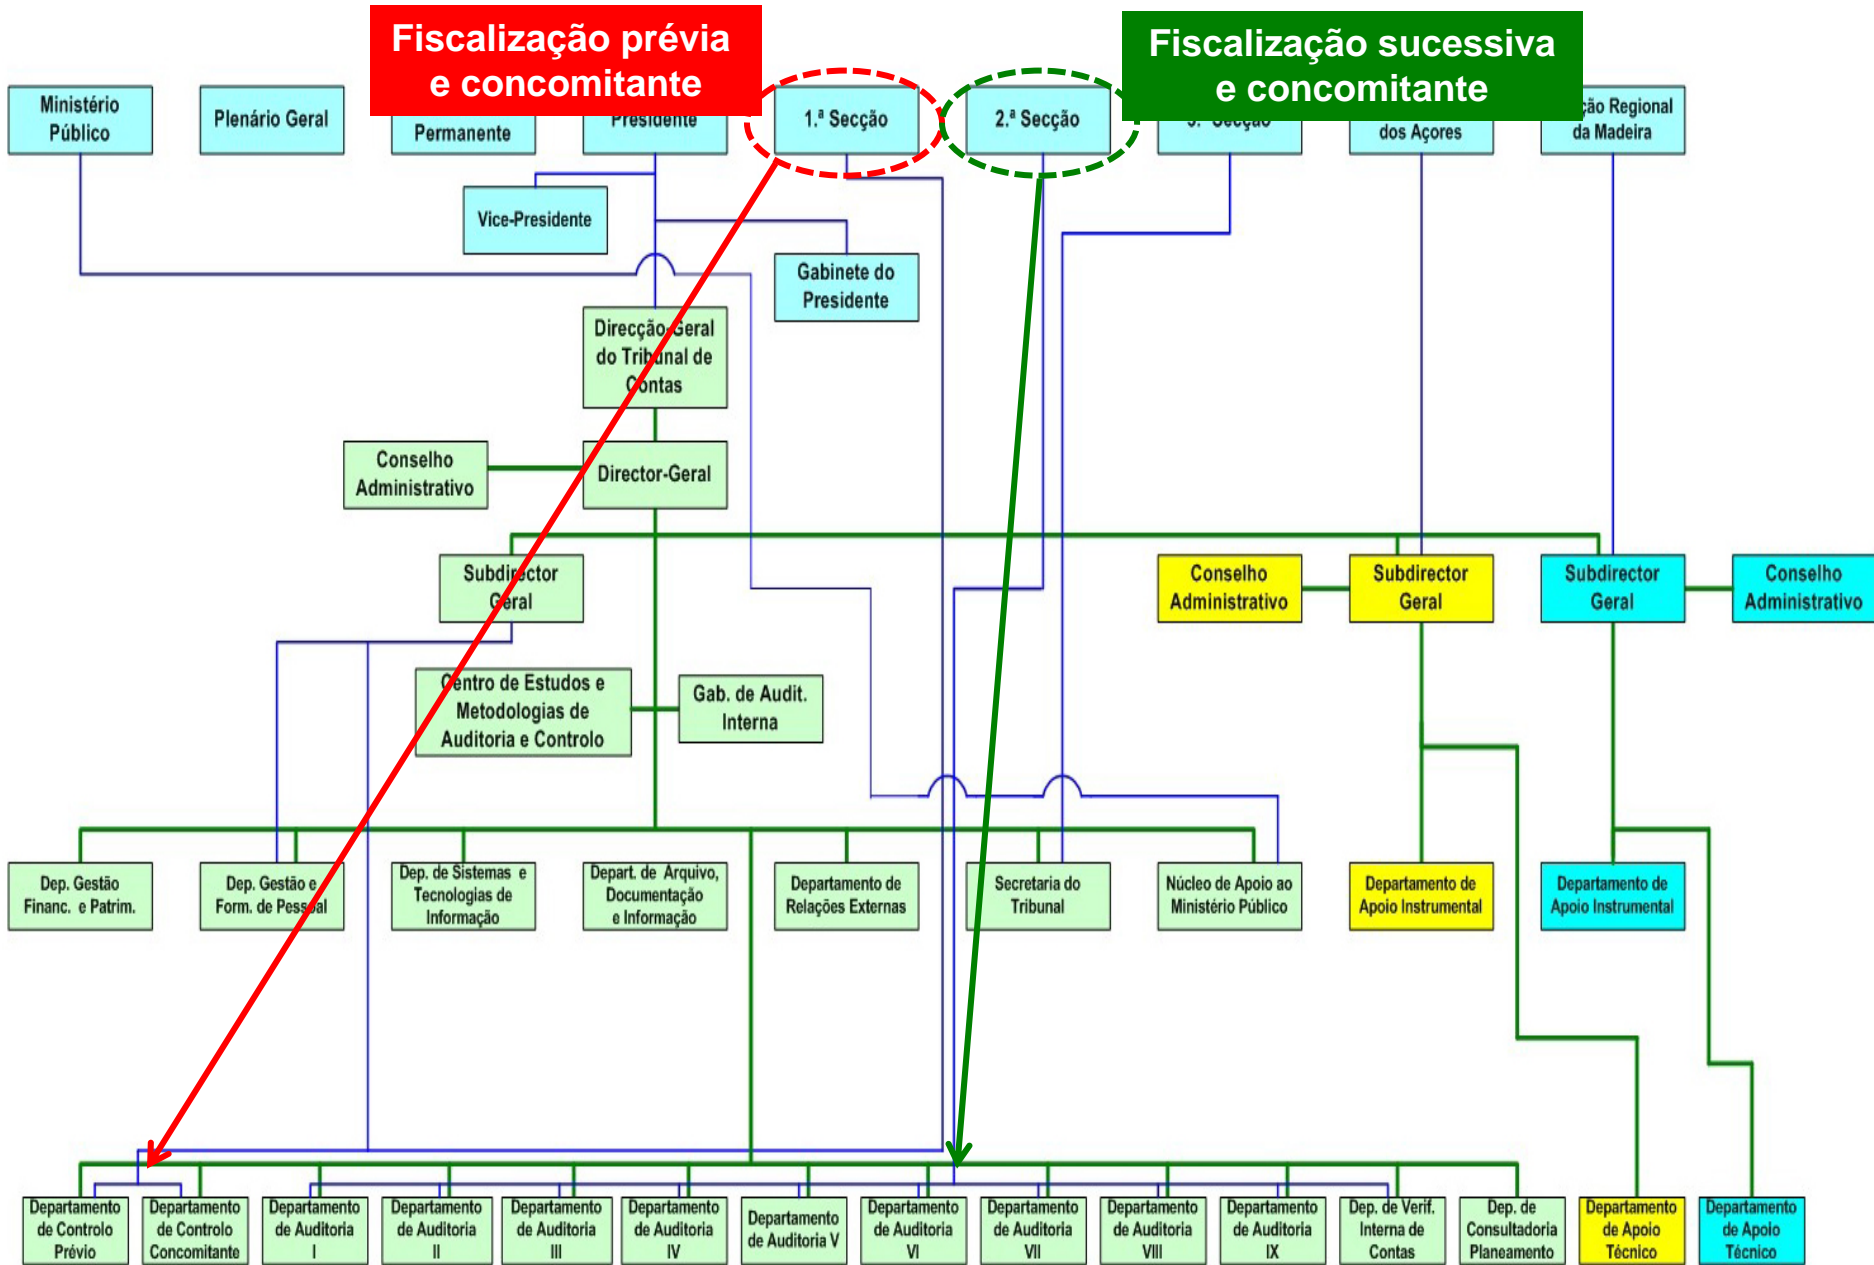 Fiscalização prévia
e concomitante
Fiscalização sucessiva
e concomitante
Ministério
Público
Plenário Geral
Permanente
Presidente
1.ª Secção
2.ª Secção
Secção
dos Açores
Regional
da Madeira
Vice-Presidente
Gabinete do
Presidente
Direcção-Geral
do Tribunal de
Contas
Conselho
Administrativo
Director-Geral
Subdirector
Geral
Conselho
Administrativo
Subdirector
Geral
Subdirector
Geral
Conselho
Administrativo
Centro de Estudos e
Metodologias de
Auditoria e Controlo
Gab. de Audit.
Interna
Dep. Gestão
Financ. e Patrim.
Dep. Gestão e
Form. de Pessoal
Dep. de Sistemas e
Tecnologias de
Informação
Depart. de Arquivo,
Documentação
e Informação
Departamento de
Relações Externas
Secretaria do
Tribunal
Núcleo de Apoio ao
Ministério Público
Departamento de
Apoio Instrumental
Departamento de
Apoio Instrumental
Departamento
de Controlo
Prévio
Departamento
de Controlo
Concomitante
Departamento
de Auditoria
I
Departamento
de Auditoria
II
Departamento
de Auditoria
III
Departamento
de Auditoria
IV
Departamento
de Auditoria V
Departamento
de Auditoria
VI
Departamento
de Auditoria
VII
Departamento
de Auditoria
VIII
Departamento
de Auditoria
IX
Dep. de Verif.
Interna de
Contas
Dep. de
Consultadoria
Planeamento
Departamento
de Apoio
Técnico
Departamento
de Apoio
Técnico